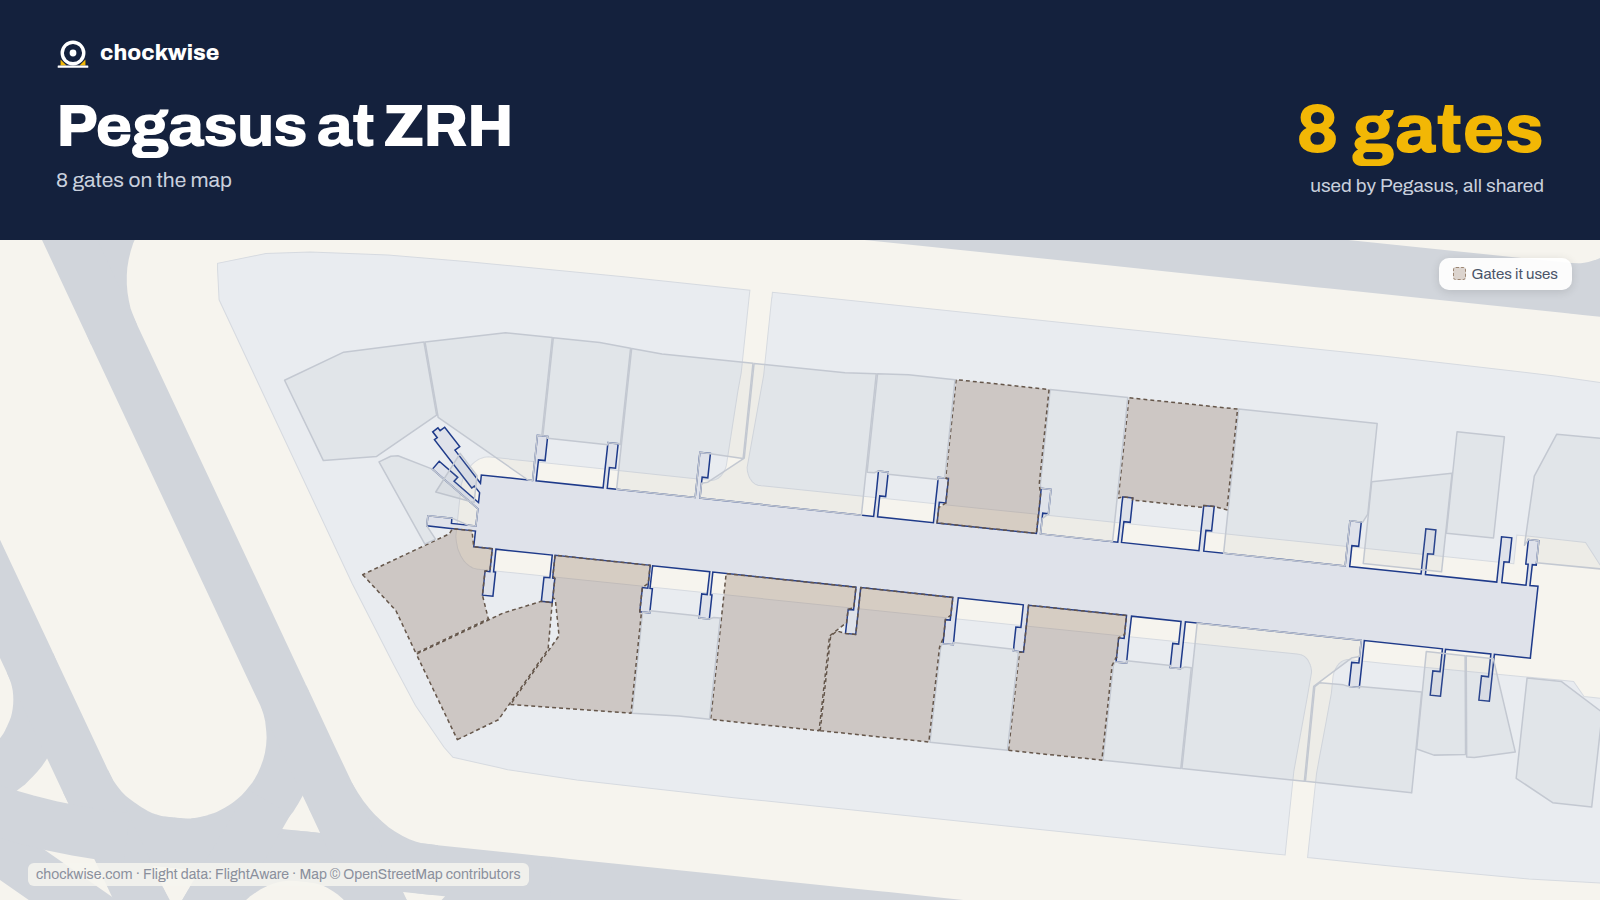 chockwise
Pegasus at ZRH
8 gates on the map
8 gates
used by Pegasus, all shared
Gates it uses
chockwise.com · Flight data: FlightAware · Map © OpenStreetMap contributors